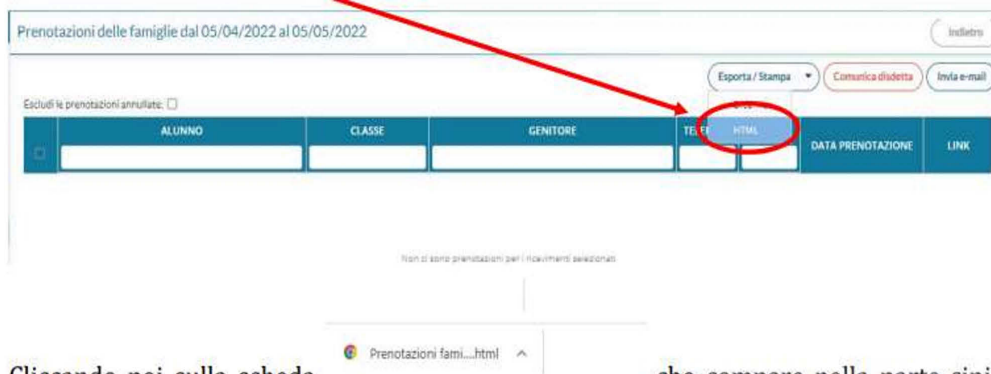 Prenotazioni delle famiglie dal 05/04/2022 al 05/05/2022
Indietro
Esporta / Stampa
Comunica disdetta
Invia e-mail
Escludi le prenotazioni annullate:
ALUNNO
CLASSE
GENITORE
HTML
DATA PRENOTAZIONE
LINK
Non ci sono prenotazioni per i ricevimenti selezionati
Prenotazioni fami....html
Cliccando poi sulla scheda
che compare nella parte